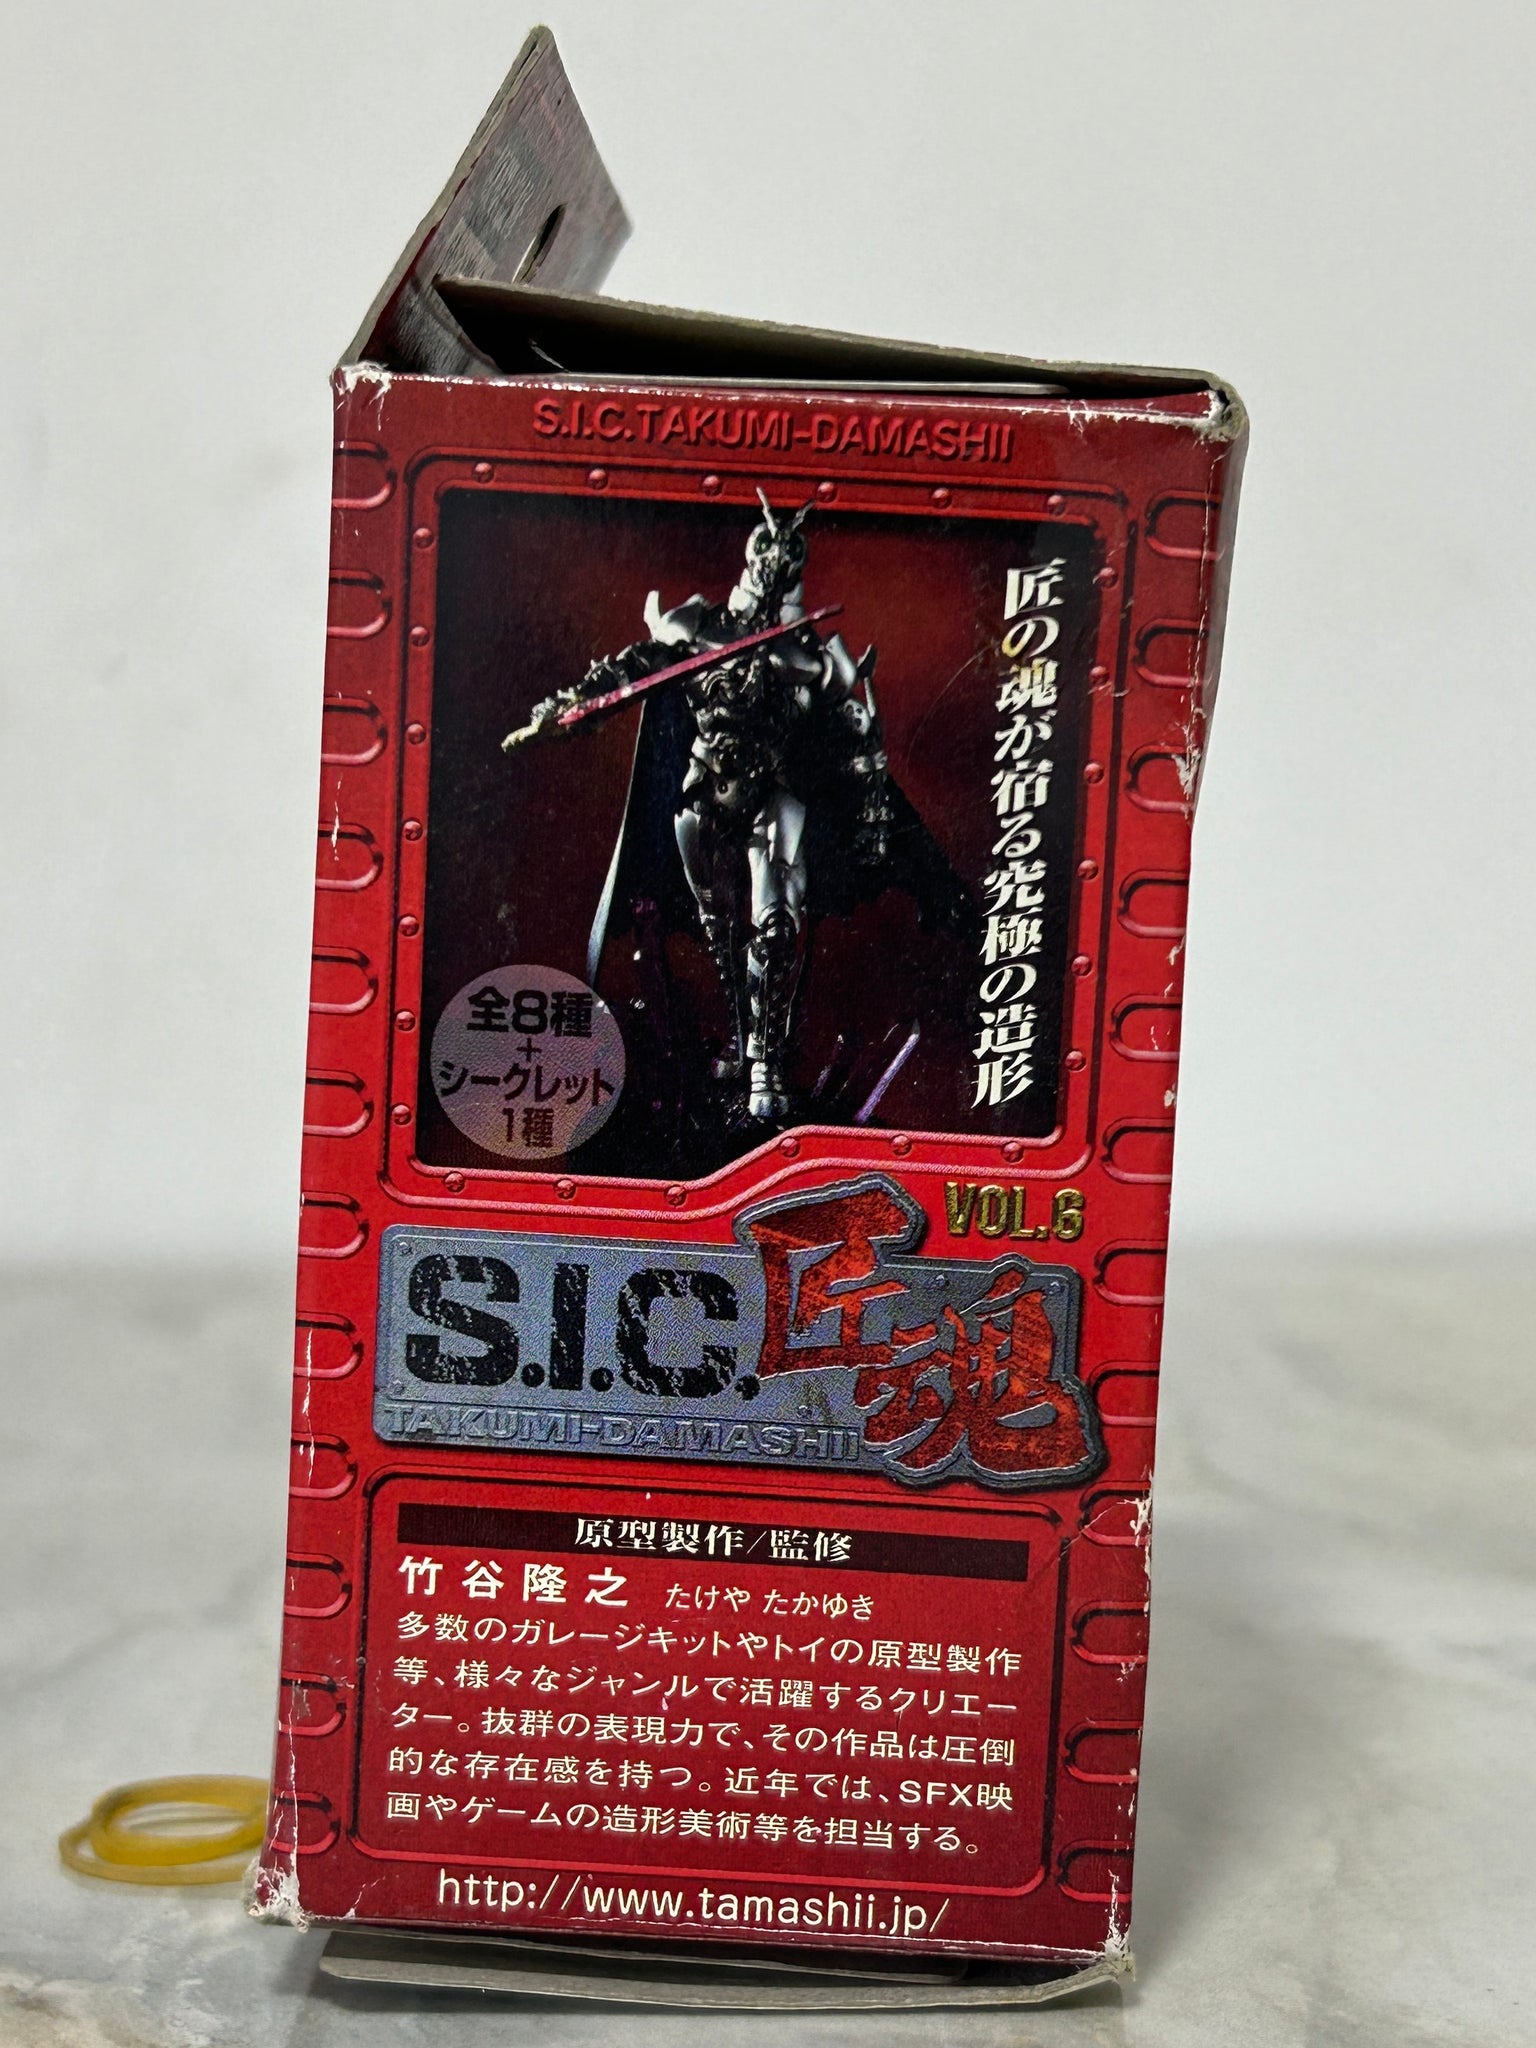 S.I.C.TAKUMI-DAMASHII
匠の魂が宿る究極の造形
全8種
+
シークレット
1種
VOL.6
S.I.C.匠魂
TAKUMI-DAMASHII
原型製作/監修
竹谷隆之 たけや たかゆき
多数のガレージキットやトイの原型製作
等、様々なジャンルで活躍するクリエー
ター。抜群の表現力で、その作品は圧倒
的な存在感を持つ。近年では、SFX映
画やゲームの造形美術等を担当する。
http://www.tamashii.jp/